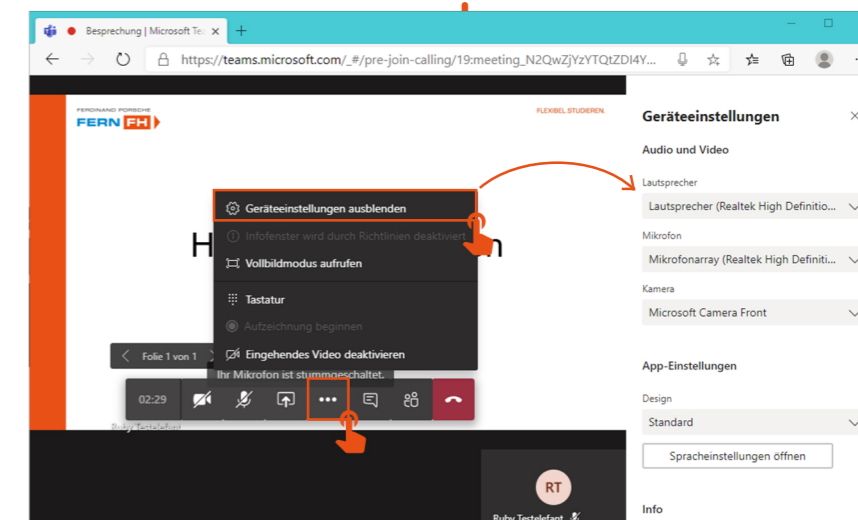 Besprechung | Microsoft Te
https://teams.microsoft.com/_#/pre-join-calling/19:meeting_N2QwZjYzYTQtZDI4Y...
FERDINAND PORSCHE
FERN FH
FLEXIBEL STUDIEREN.
Geräteeinstellungen ausblenden
Infofenster wird durch Richtlinien deaktiviert
H
n
Vollbildmodus aufrufen
Tastatur
Aufzeichnung beginnen
Eingehendes Video deaktivieren
Folie 1 von 1
Ihr Mikrofon ist stummgeschaltet.
02:29
Ruby Testelefant
RT
Ruby Testelefant
Geräteeinstellungen
Audio und Video
Lautsprecher
Lautsprecher (Realtek High Definitio...
Mikrofon
Mikrofonarray (Realtek High Definiti...
Kamera
Microsoft Camera Front
App-Einstellungen
Design
Standard
Spracheinstellungen öffnen
Info